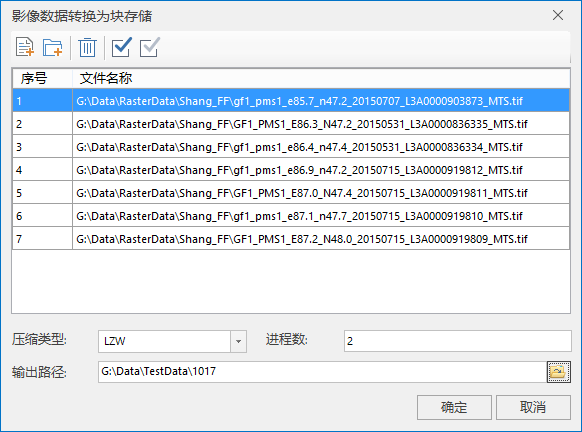 影像数据转换为块存储
序号 文件名称
1 G:\Data\RasterData\Shang_FF\gf1_pms1_e85.7_n47.2_20150707_L3A0000903873_MTS.tif
2 G:\Data\RasterData\Shang_FF\GF1_PMS1_E86.3_N47.2_20150531_L3A0000836335_MTS.tif
3 G:\Data\RasterData\Shang_FF\gf1_pms1_e86.4_n47.4_20150531_L3A0000836334_MTS.tif
4 G:\Data\RasterData\Shang_FF\gf1_pms1_e86.9_n47.2_20150715_L3A0000919812_MTS.tif
5 G:\Data\RasterData\Shang_FF\GF1_PMS1_E87.0_N47.4_20150715_L3A0000919811_MTS.tif
6 G:\Data\RasterData\Shang_FF\gf1_pms1_e87.1_n47.7_20150715_L3A0000919810_MTS.tif
7 G:\Data\RasterData\Shang_FF\GF1_PMS1_E87.2_N48.0_20150715_L3A0000919809_MTS.tif
压缩类型: LZW 进程数: 2
输出路径: G:\Data\TestData\1017
确定 取消